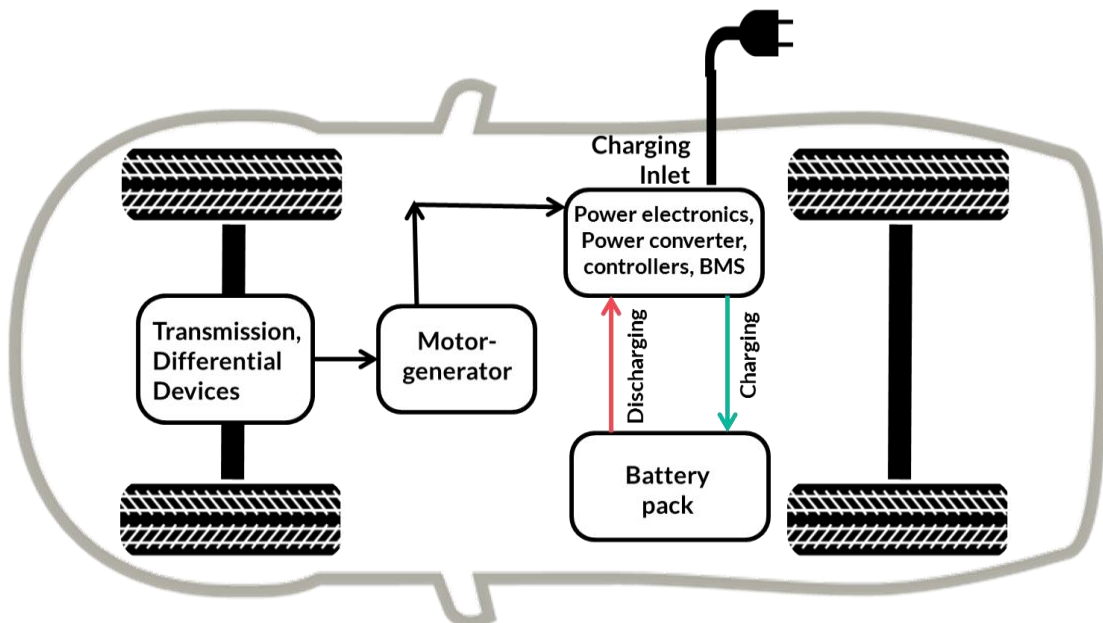 Charging
Inlet
Power electronics,
Power converter,
controllers, BMS
Transmission,
Differential
Devices
Motor-
generator
Discharging
Charging
Battery
pack